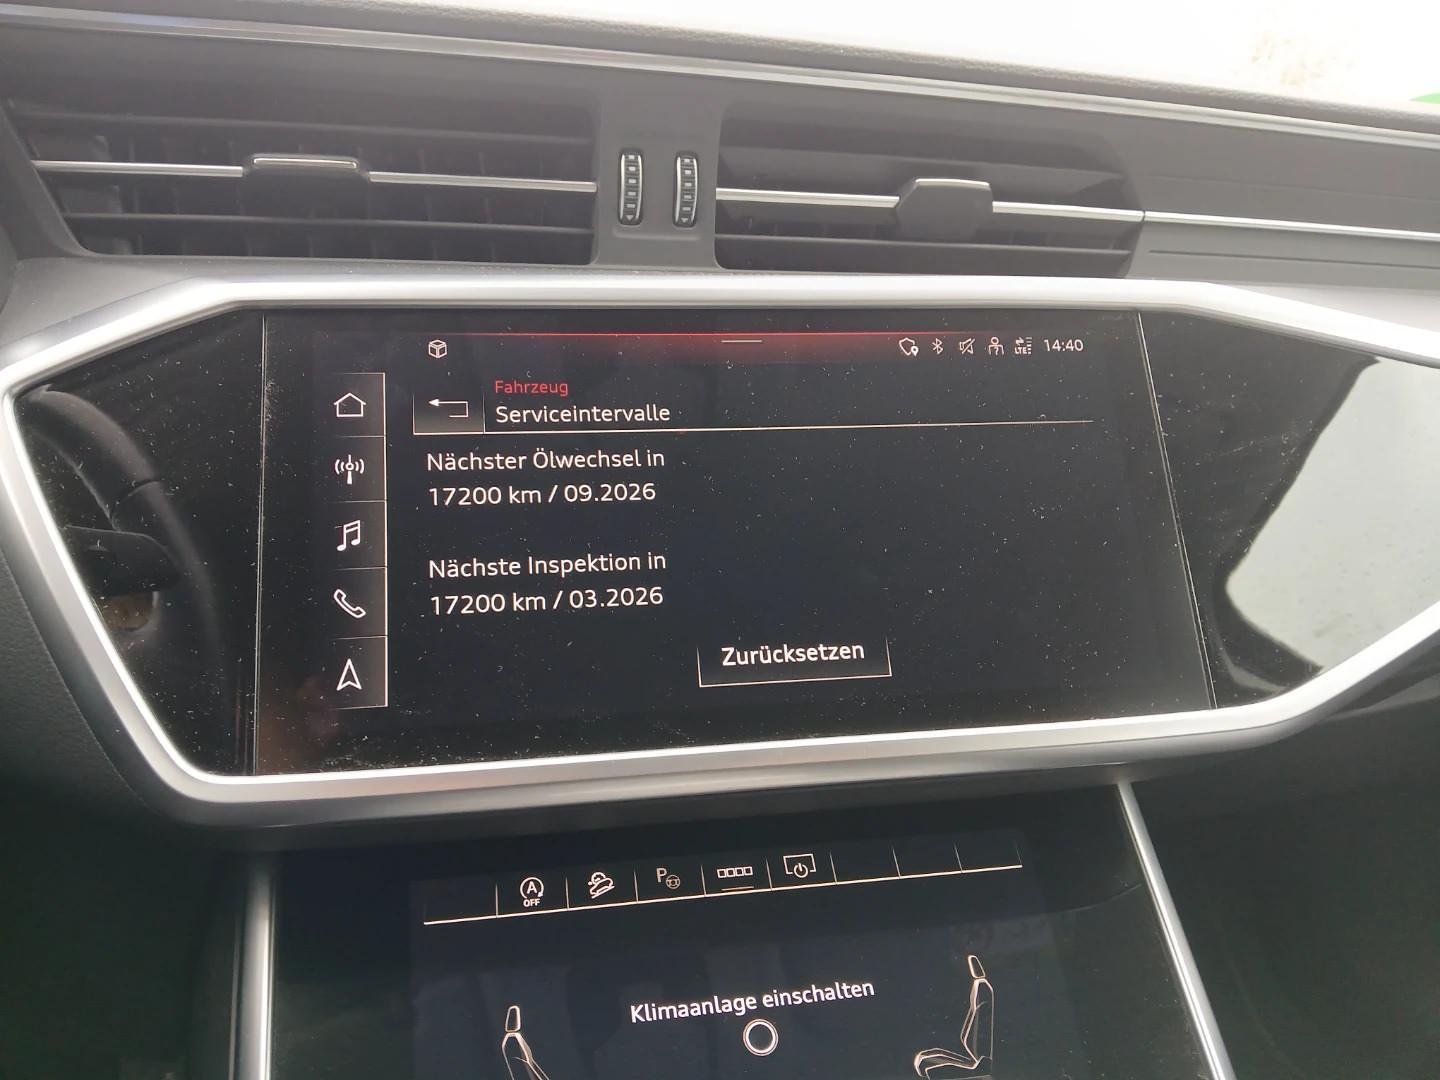 14:40
Fahrzeug
Serviceintervalle
Nächster Ölwechsel in
17200 km / 09.2026
Nächste Inspektion in
17200 km / 03.2026
Zurücksetzen
A
OFF
P
Klimaanlage einschalten
LTE